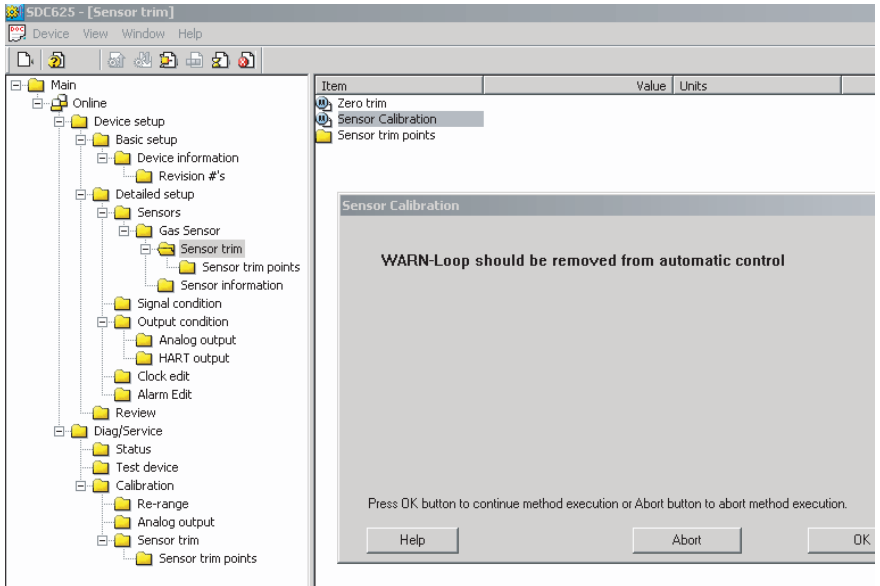 SDC625 - [Sensor trim]
Device View Window Help
Main
Online
Device setup
Basic setup
Device information
Revision #'s
Detailed setup
Sensors
Gas Sensor
Sensor trim
Sensor trim points
Sensor information
Signal condition
Output condition
Analog output
HART output
Clock edit
Alarm Edit
Review
Diag/Service
Status
Test device
Calibration
Re-range
Analog output
Sensor trim
Sensor trim points
Item Value Units
Zero trim
Sensor Calibration
Sensor trim points
Sensor Calibration
WARN-Loop should be removed from automatic control
Press OK button to continue method execution or Abort button to abort method execution.
Help Abort OK